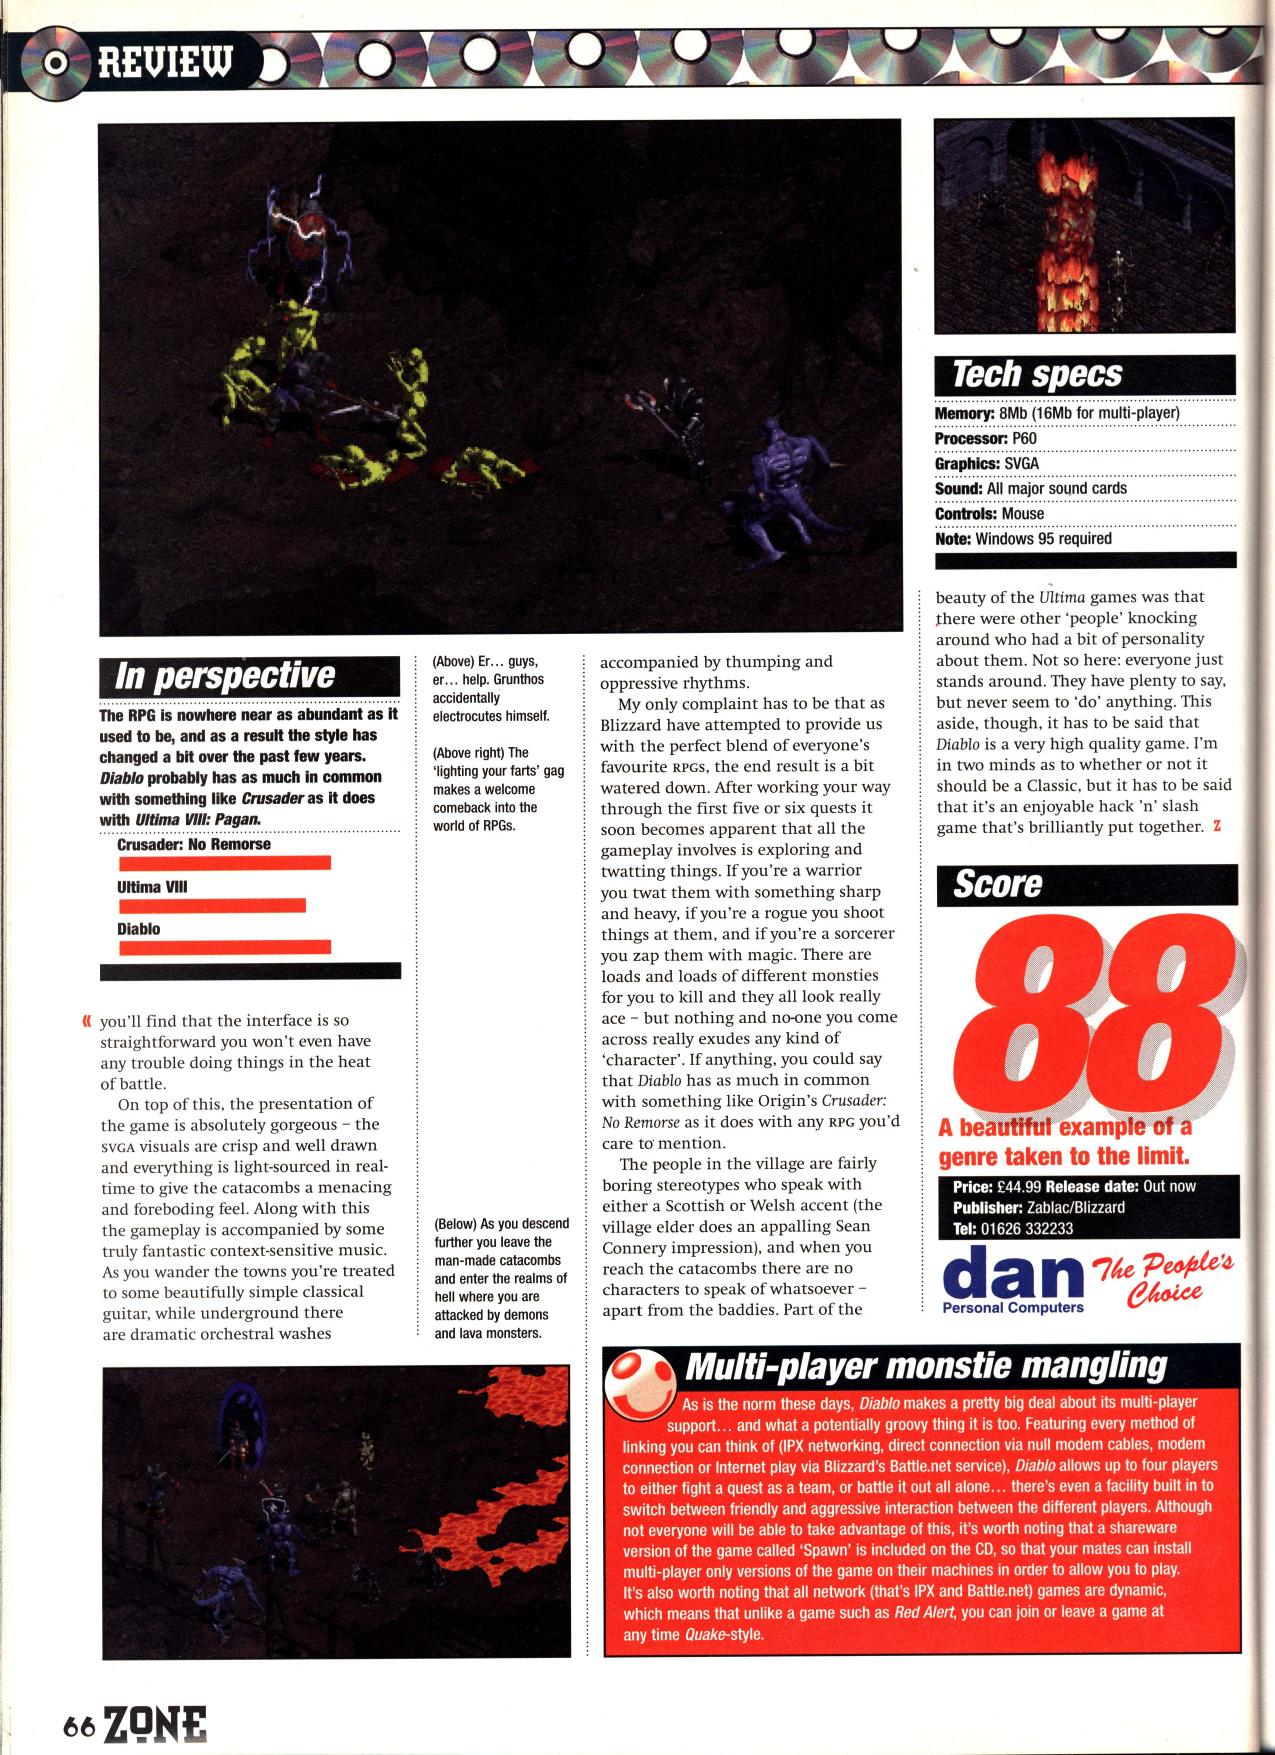 REVIEW
Tech specs
Memory: 8Mb (16Mb for multi-player)
Processor: P60
Graphics: SVGA
Sound: All major sound cards
Controls: Mouse
Note: Windows 95 required
In perspective
The RPG is nowhere near as abundant as it
used to be, and as a result the style has
changed a bit over the past few years.
Diablo probably has as much in common
with something like Crusader as it does
with Ultima VIII: Pagan.
Crusader: No Remorse
Ultima VIII
Diablo
« you'll find that the interface is so
straightforward you won't even have
any trouble doing things in the heat
of battle.
On top of this, the presentation of
the game is absolutely gorgeous – the
SVGA visuals are crisp and well drawn
and everything is light-sourced in real-
time to give the catacombs a menacing
and foreboding feel. Along with this
the gameplay is accompanied by some
truly fantastic context-sensitive music.
As you wander the towns you're treated
to some beautifully simple classical
guitar, while underground there
are dramatic orchestral washes
(Above) Er… guys,
er… help. Grunthos
accidentally
electrocutes himself.
(Above right) The
'lighting your farts' gag
makes a welcome
comeback into the
world of RPGs.
(Below) As you descend
further you leave the
man-made catacombs
and enter the realms of
hell where you are
attacked by demons
and lava monsters.
accompanied by thumping and
oppressive rhythms.
My only complaint has to be that as
Blizzard have attempted to provide us
with the perfect blend of everyone's
favourite RPGs, the end result is a bit
watered down. After working your way
through the first five or six quests it
soon becomes apparent that all the
gameplay involves is exploring and
twatting things. If you're a warrior
you twat them with something sharp
and heavy, if you're a rogue you shoot
things at them, and if you're a sorcerer
you zap them with magic. There are
loads and loads of different monsties
for you to kill and they all look really
ace – but nothing and no-one you come
across really exudes any kind of
'character'. If anything, you could say
that Diablo has as much in common
with something like Origin's Crusader:
No Remorse as it does with any RPG you'd
care to mention.
The people in the village are fairly
boring stereotypes who speak with
either a Scottish or Welsh accent (the
village elder does an appalling Sean
Connery impression), and when you
reach the catacombs there are no
characters to speak of whatsoever –
apart from the baddies. Part of the
beauty of the Ultima games was that
there were other 'people' knocking
around who had a bit of personality
about them. Not so here: everyone just
stands around. They have plenty to say,
but never seem to 'do' anything. This
aside, though, it has to be said that
Diablo is a very high quality game. I'm
in two minds as to whether or not it
should be a Classic, but it has to be said
that it's an enjoyable hack 'n' slash
game that's brilliantly put together. Z
Score
88
A beautiful example of a
genre taken to the limit.
Price: £44.99 Release date: Out now
Publisher: Zablac/Blizzard
Tel: 01626 332233
dan
Personal Computers
The People's
Choice
Multi-player monstie mangling
As is the norm these days, Diablo makes a pretty big deal about its multi-player
support… and what a potentially groovy thing it is too. Featuring every method of
linking you can think of (IPX networking, direct connection via null modem cables, modem
connection or Internet play via Blizzard's Battle.net service), Diablo allows up to four players
to either fight a quest as a team, or battle it out all alone… there's even a facility built in to
switch between friendly and aggressive interaction between the different players. Although
not everyone will be able to take advantage of this, it's worth noting that a shareware
version of the game called 'Spawn' is included on the CD, so that your mates can install
multi-player only versions of the game on their machines in order to allow you to play.
It's also worth noting that all network (that's IPX and Battle.net) games are dynamic,
which means that unlike a game such as Red Alert, you can join or leave a game at
any time Quake-style.
66 ZONE